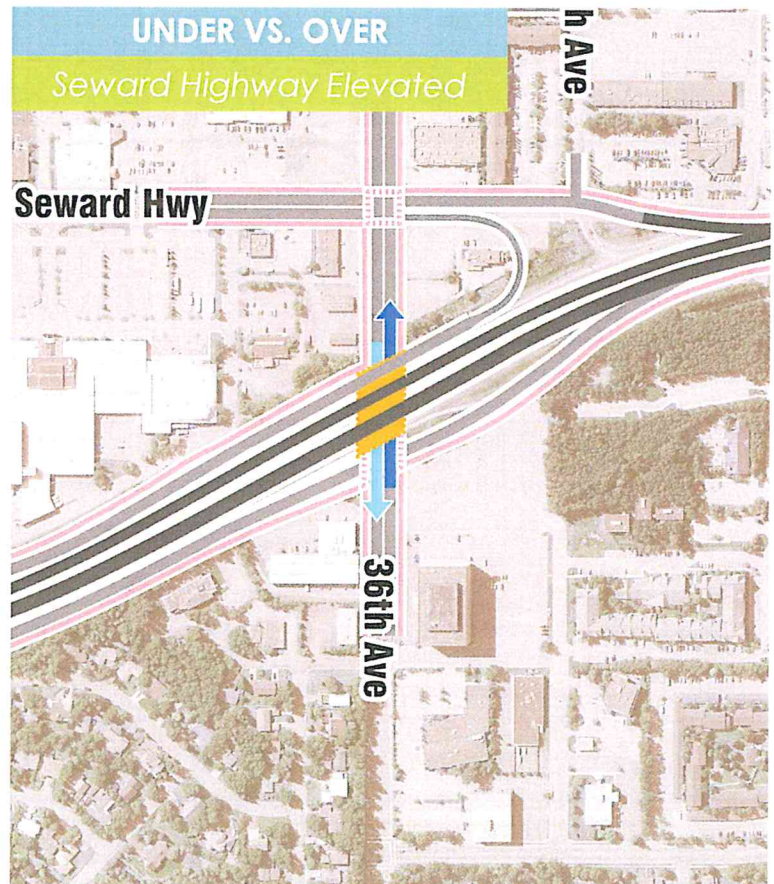 UNDER VS. OVER
Seward Highway Elevated
h Ave
Seward Hwy
36th Ave